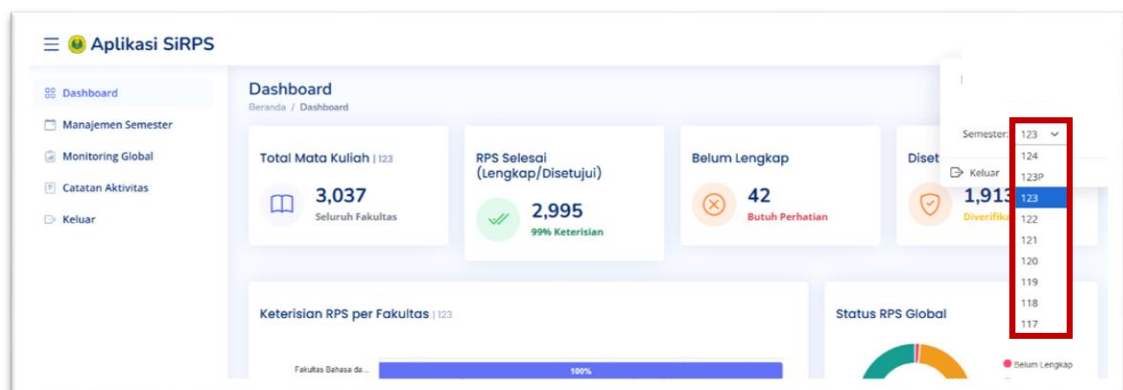 Aplikasi SiRPS
Dashboard
Manajemen Semester
Monitoring Global
Catatan Aktivitas
Keluar
Dashboard
Beranda / Dashboard
Total Mata Kuliah | 123
3,037
Seluruh Fakultas
RPS Selesai
(Lengkap/Disetujui)
2,995
99% Keterisian
Belum Lengkap
42
Butuh Perhatian
Diset
1,913
Diverifika
Semester: 123
124
123P
123
122
121
120
119
118
117
Keluar
Keterisian RPS per Fakultas | 123
Fakultas Bahasa da...
100%
Status RPS Global
Belum Lengkap